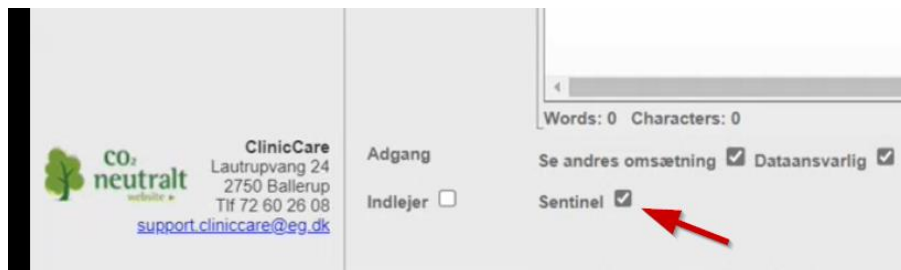 Words: 0 Characters: 0
CO₂
neutralt
website
ClinicCare
Lautrupvang 24
2750 Ballerup
Tlf 72 60 26 08
support.cliniccare@eg.dk
Adgang
Se andres omsætning Dataansvarlig
Indlejer
Sentinel